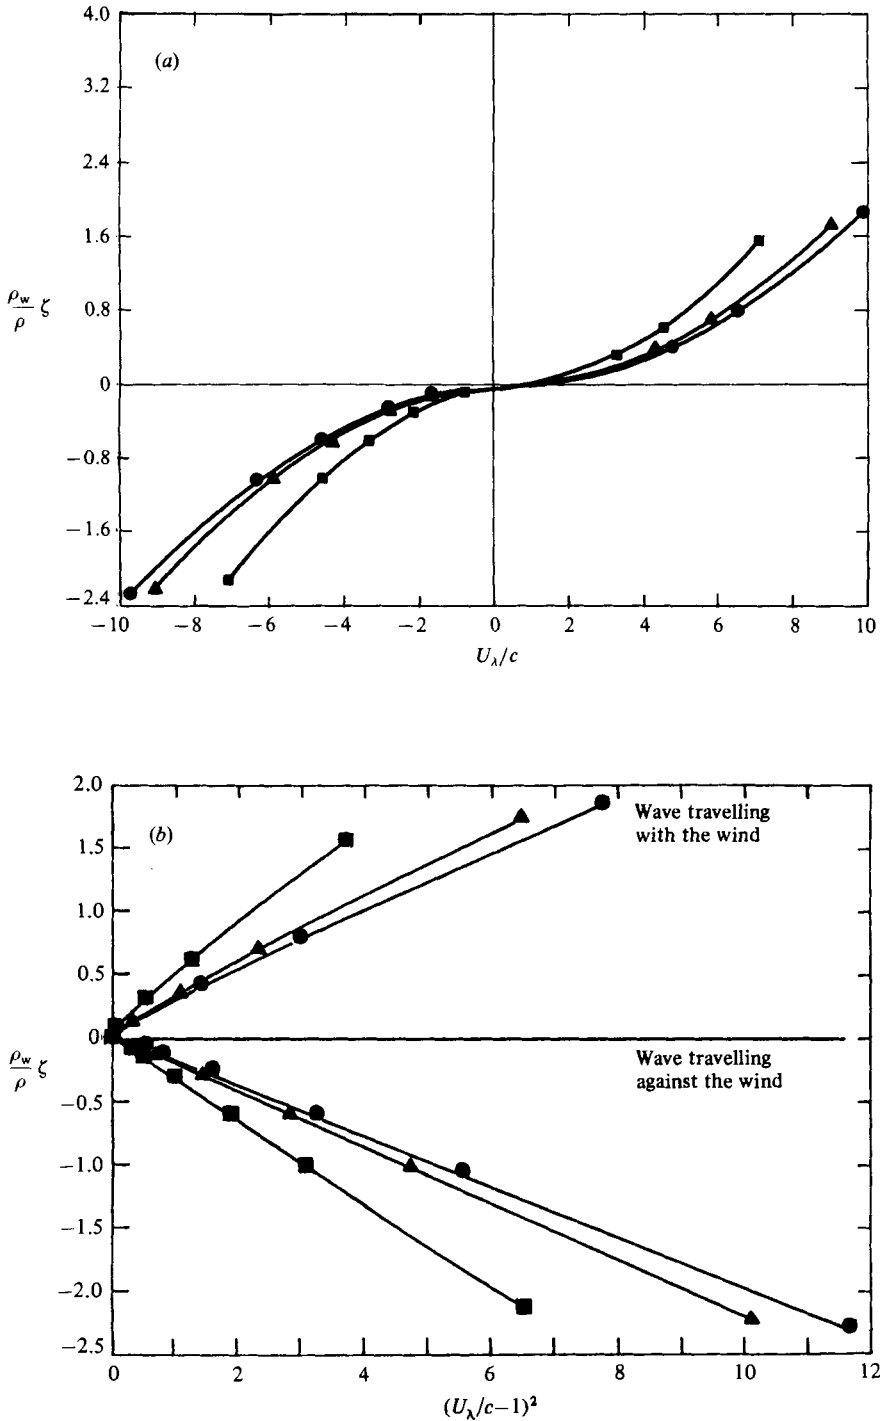 4.0
(a)
3.2
2.4
1.6
0.8
ρw/ρ ζ
0
−0.8
−1.6
−2.4
−10 −8 −6 −4 −2 0 2 4 6 8 10
Uλ/c
2.0
(b)
Wave travelling
with the wind
1.5
1.0
0.5
0
ρw/ρ ζ
Wave travelling
against the wind
−0.5
−1.0
−1.5
−2.0
−2.5
0 2 4 6 8 10 12
(Uλ/c−1)²